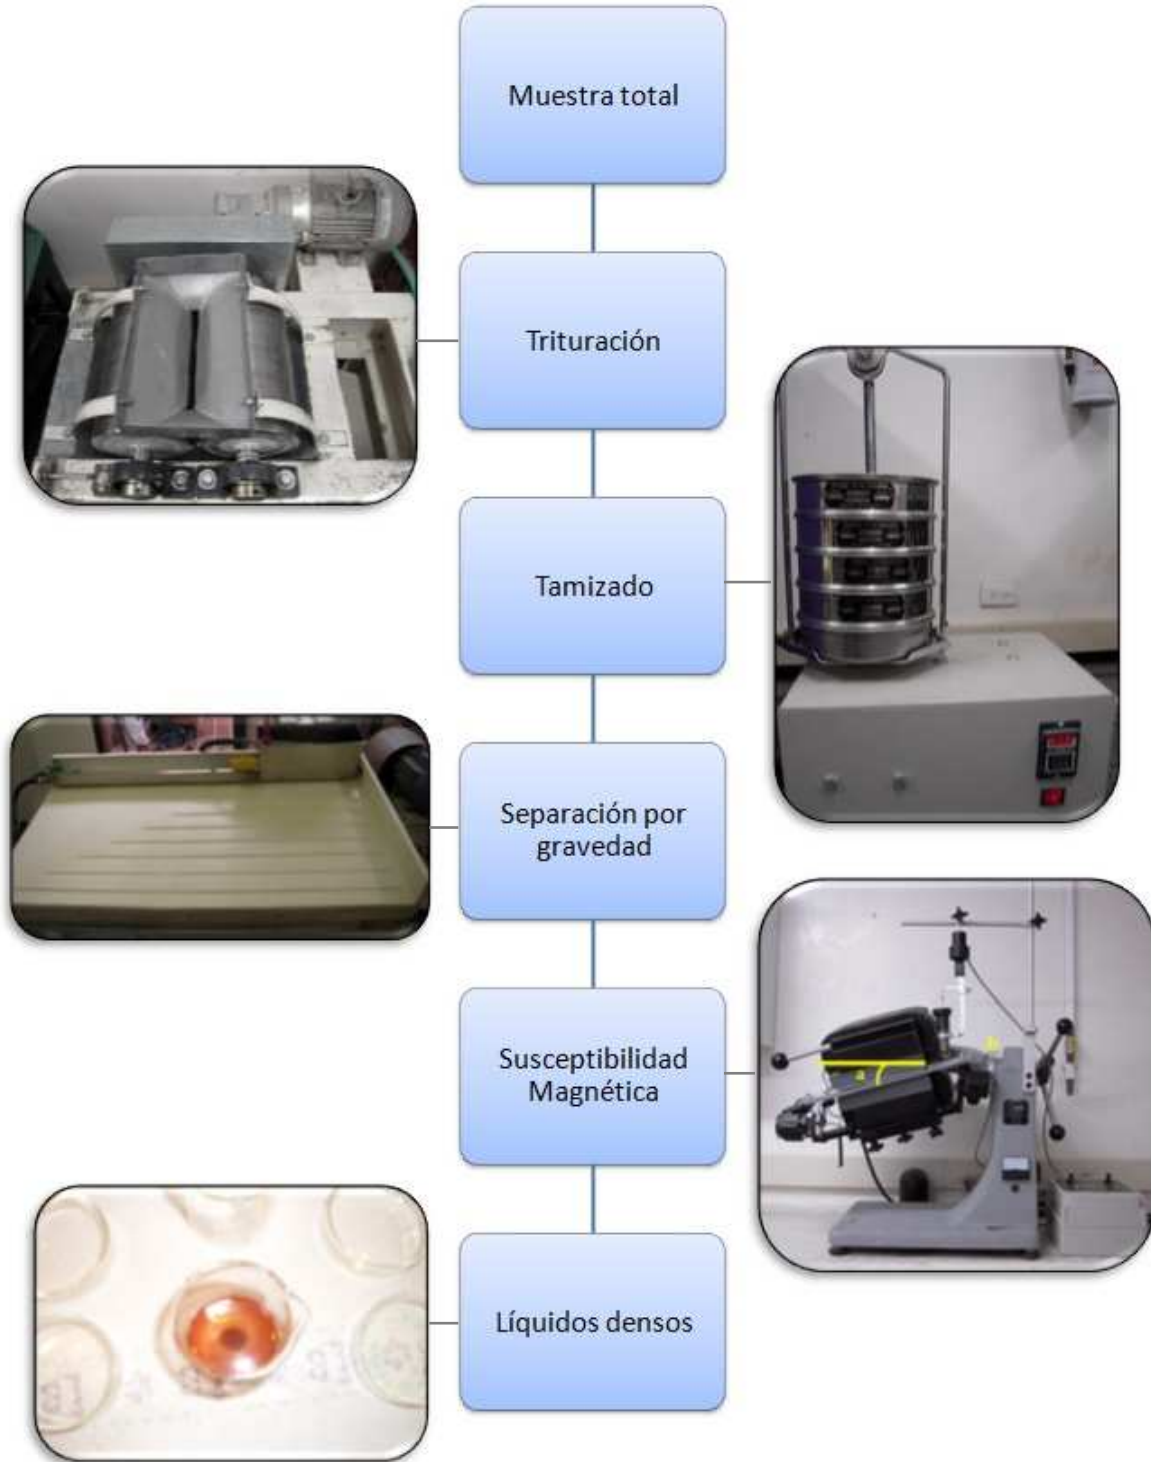 Muestra total
Trituración
Tamizado
Separación por
gravedad
Susceptibilidad
Magnética
a
Líquidos densos